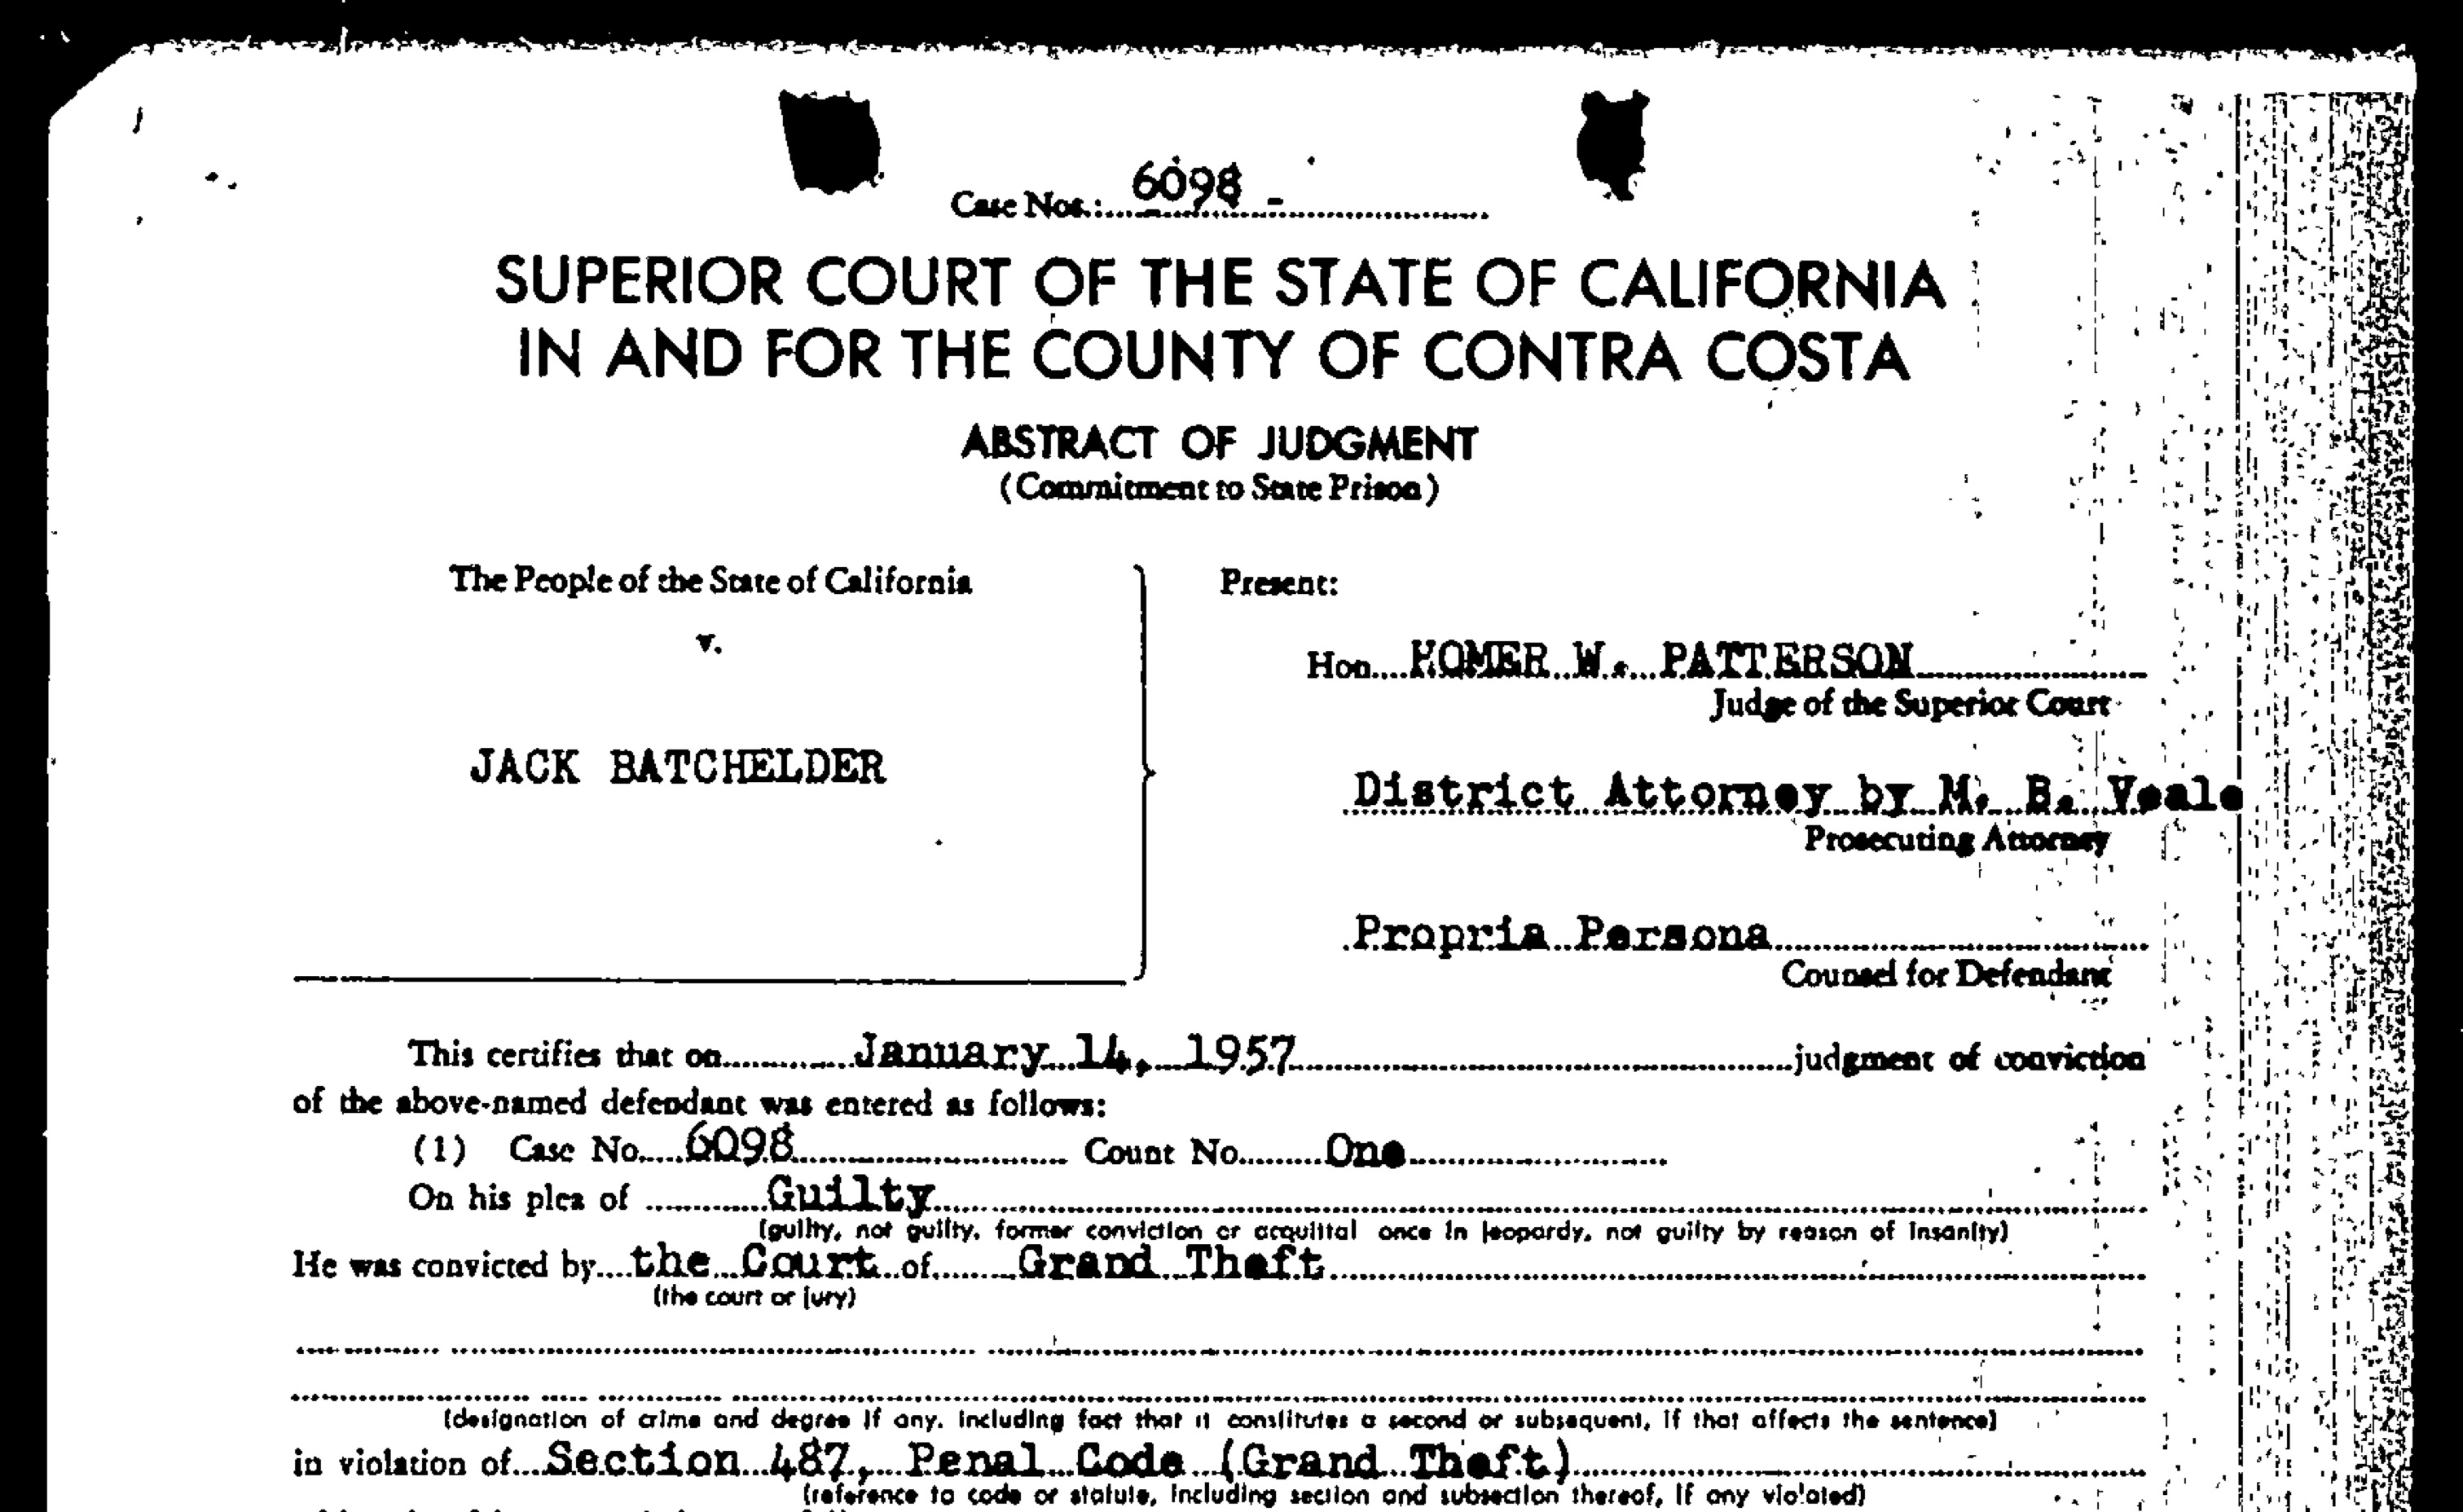 Case Nos.: 6098 -
SUPERIOR COURT OF THE STATE OF CALIFORNIA
IN AND FOR THE COUNTY OF CONTRA COSTA
ABSTRACT OF JUDGMENT
(Commitment to State Prison)
The People of the State of California
v.
JACK BATCHELDER
Present:
Hon. HOMER W. PATTERSON
Judge of the Superior Court
District Attorney by M. B. Veale
Prosecuting Attorney
Propria Persona
Counsel for Defendant
This certifies that on January 14, 1957 judgment of conviction
of the above-named defendant was entered as follows:
(1) Case No. 6098 Count No. One
On his plea of Guilty
(guilty, not guilty, former conviction or acquittal once in jeopardy, not guilty by reason of insanity)
He was convicted by the Court of Grand Theft
(the court or jury)
(designation of crime and degree if any, including fact that it constitutes a second or subsequent, if that affects the sentence)
in violation of Section 487, Penal Code (Grand Theft)
(reference to code or statute, including section and subsection thereof, if any violated)